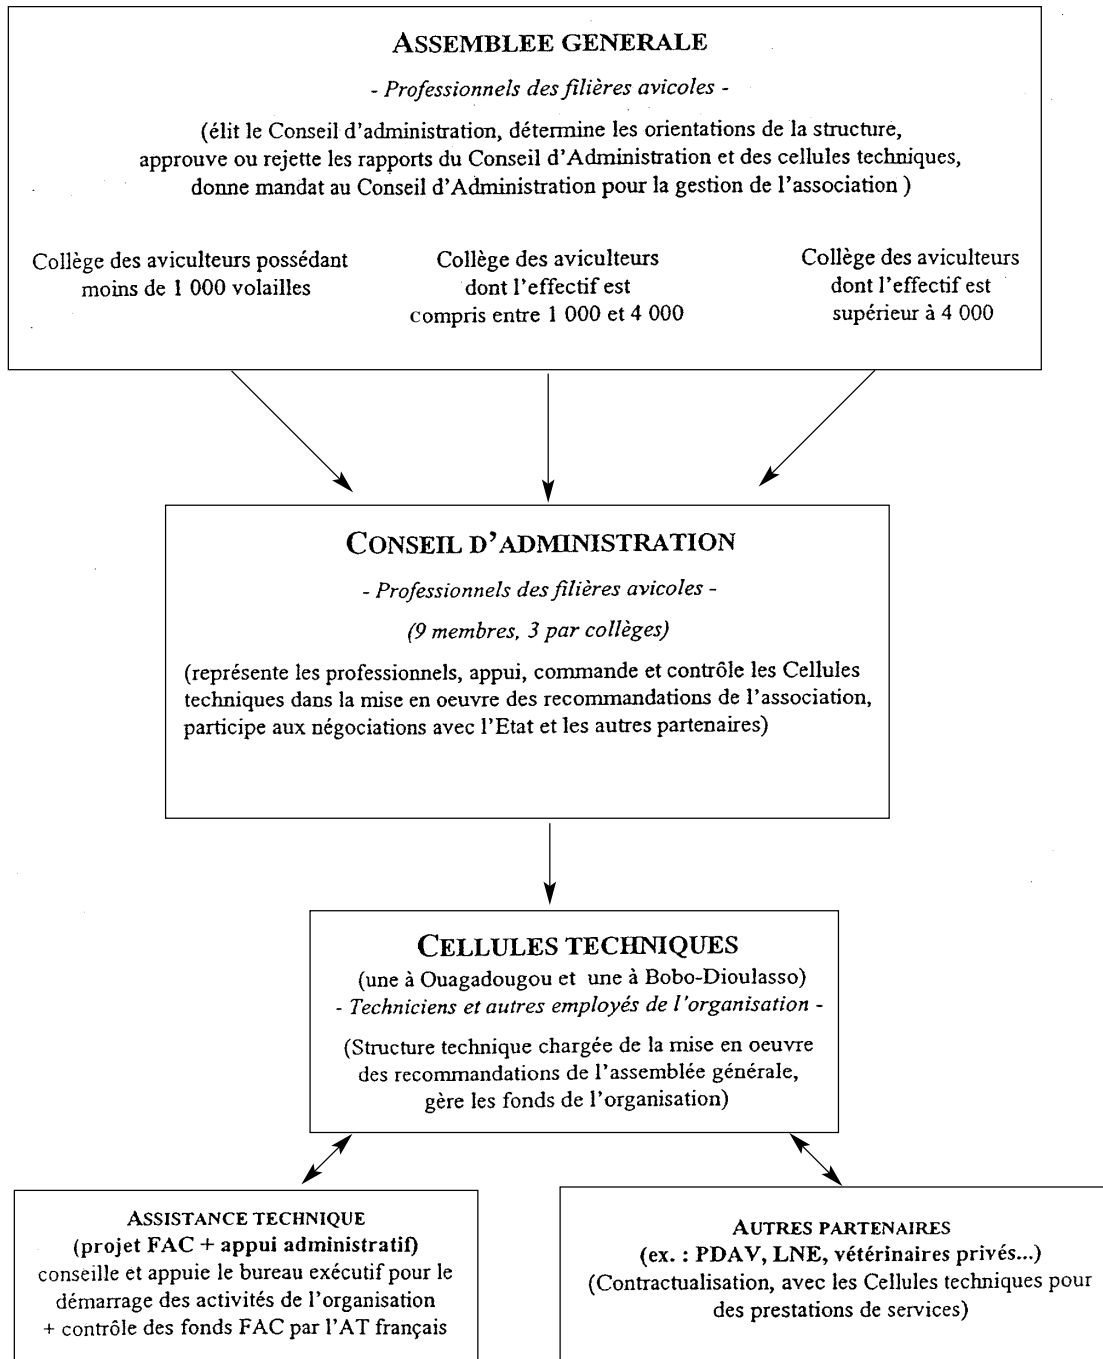 ASSEMBLEE GENERALE
- Professionnels des filières avicoles -
(élit le Conseil d'administration, détermine les orientations de la structure,
approuve ou rejette les rapports du Conseil d'Administration et des cellules techniques,
donne mandat au Conseil d'Administration pour la gestion de l'association )
Collège des aviculteurs possédant
moins de 1 000 volailles
Collège des aviculteurs
dont l'effectif est
compris entre 1 000 et 4 000
Collège des aviculteurs
dont l'effectif est
supérieur à 4 000
CONSEIL D'ADMINISTRATION
- Professionnels des filières avicoles -
(9 membres, 3 par collèges)
(représente les professionnels, appui, commande et contrôle les Cellules
techniques dans la mise en oeuvre des recommandations de l'association,
participe aux négociations avec l'Etat et les autres partenaires)
CELLULES TECHNIQUES
(une à Ouagadougou et une à Bobo-Dioulasso)
- Techniciens et autres employés de l'organisation -
(Structure technique chargée de la mise en oeuvre
des recommandations de l'assemblée générale,
gère les fonds de l'organisation)
ASSISTANCE TECHNIQUE
(projet FAC + appui administratif)
conseille et appuie le bureau exécutif pour le
démarrage des activités de l'organisation
+ contrôle des fonds FAC par l'AT français
AUTRES PARTENAIRES
(ex. : PDAV, LNE, vétérinaires privés...)
(Contractualisation, avec les Cellules techniques pour
des prestations de services)